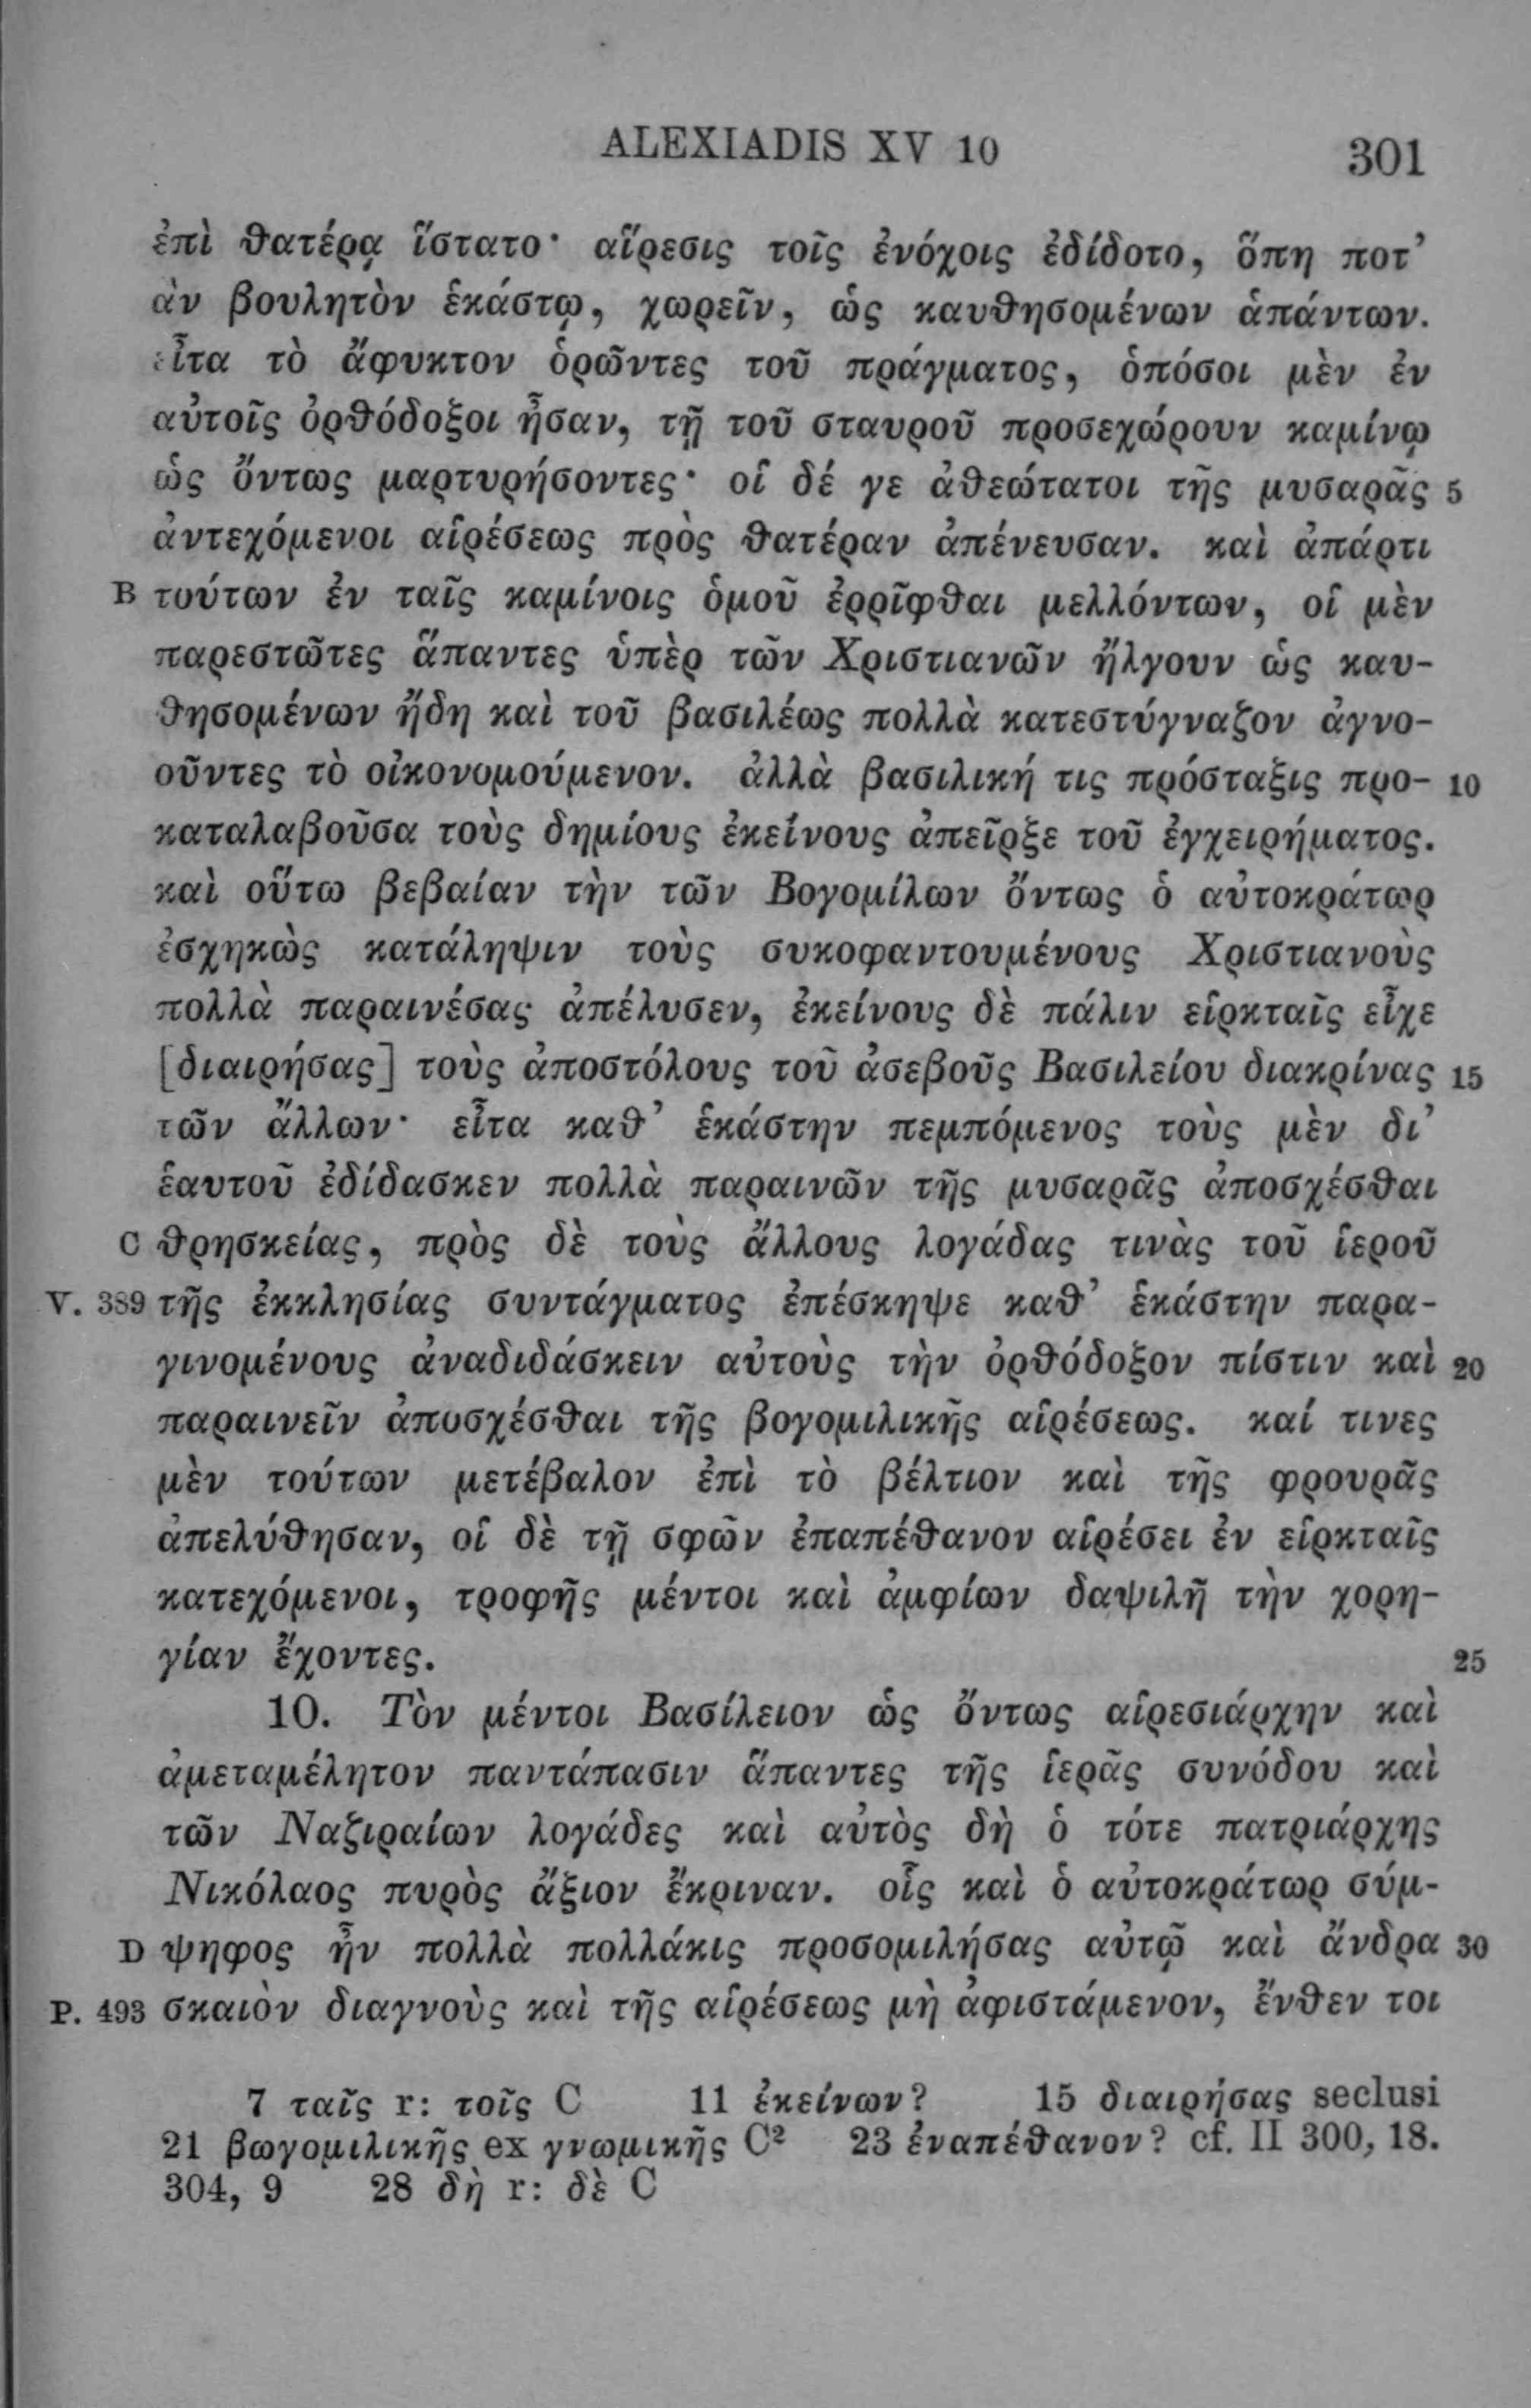 ALEXIADIS XV 10 301
ἐπὶ θατέρᾳ ἵστατο· αἵρεσις τοῖς ἐνόχοις ἐδίδοτο, ὅπη ποτ’
ἀν βουλητὸν ἑκάστῳ, χωρεῖν, ὡς καυθησομένων ἁπάντων.
εἶτα τὸ ἄφυκτον ὁρῶντες τοῦ πράγματος, ὁπόσοι μὲν ἐν
αὐτοῖς ὀρθόδοξοι ἦσαν, τῇ τοῦ σταυροῦ προσεχώρουν καμίνῳ
ὡς ὄντως μαρτυρήσοντες· οἱ δέ γε ἀθεώτατοι τῆς μυσαρᾶς 5
ἀντεχόμενοι αἱρέσεως πρὸς θατέραν ἀπένευσαν. καὶ ἀπάρτι
B τούτων ἐν ταῖς καμίνοις ὁμοῦ ἐρρῖφθαι μελλόντων, οἱ μὲν
παρεστῶτες ἅπαντες ὑπὲρ τῶν Χριστιανῶν ἤλγουν ὡς καυ-
θησομένων ἤδη καὶ τοῦ βασιλέως πολλὰ κατεστύγναζον ἀγνο-
οῦντες τὸ οἰκονομούμενον. ἀλλὰ βασιλική τις πρόσταξις προ- 10
καταλαβοῦσα τοὺς δημίους ἐκείνους ἀπεῖρξε τοῦ ἐγχειρήματος.
καὶ οὕτω βεβαίαν τὴν τῶν Βογομίλων ὄντως ὁ αὐτοκράτωρ
ἐσχηκὼς κατάληψιν τοὺς συκοφαντουμένους Χριστιανοὺς
πολλὰ παραινέσας ἀπέλυσεν, ἐκείνους δὲ πάλιν εἱρκταῖς εἶχε
[διαιρήσας] τοὺς ἀποστόλους τοῦ ἀσεβοῦς Βασιλείου διακρίνας 15
τῶν ἄλλων· εἶτα καθ’ ἑκάστην πεμπόμενος τοὺς μὲν δι’
ἑαυτοῦ ἐδίδασκεν πολλὰ παραινῶν τῆς μυσαρᾶς ἀποσχέσθαι
C θρησκείας, πρὸς δὲ τοὺς ἄλλους λογάδας τινὰς τοῦ ἱεροῦ
V. 389 τῆς ἐκκλησίας συντάγματος ἐπέσκηψε καθ’ ἑκάστην παρα-
γινομένους ἀναδιδάσκειν αὐτοὺς τὴν ὀρθόδοξον πίστιν καὶ 20
παραινεῖν ἀποσχέσθαι τῆς βογομιλικῆς αἱρέσεως. καί τινες
μὲν τούτων μετέβαλον ἐπὶ τὸ βέλτιον καὶ τῆς φρουρᾶς
ἀπελύθησαν, οἱ δὲ τῇ σφῶν ἐπαπέθανον αἱρέσει ἐν εἱρκταῖς
κατεχόμενοι, τροφῆς μέντοι καὶ ἀμφίων δαψιλῆ τὴν χορη-
γίαν ἔχοντες. 25
10. Τὸν μέντοι Βασίλειον ὡς ὄντως αἱρεσιάρχην καὶ
ἀμεταμέλητον παντάπασιν ἅπαντες τῆς ἱερᾶς συνόδου καὶ
τῶν Ναζιραίων λογάδες καὶ αὐτὸς δὴ ὁ τότε πατριάρχης
Νικόλαος πυρὸς ἄξιον ἔκριναν. οἷς καὶ ὁ αὐτοκράτωρ σύμ-
D ψηφος ἦν πολλὰ πολλάκις προσομιλήσας αὐτῷ καὶ ἄνδρα 30
P. 493 σκαιὸν διαγνοὺς καὶ τῆς αἱρέσεως μὴ ἀφιστάμενον, ἔνθεν τοι
7 ταῖς r: τοῖς C 11 ἐκείνων? 15 διαιρήσας seclusi
21 βωγομιλικῆς ex γνωμικῆς C² 23 ἐναπέθανον? cf. II 300, 18.
304, 9 28 δὴ r: δὲ C